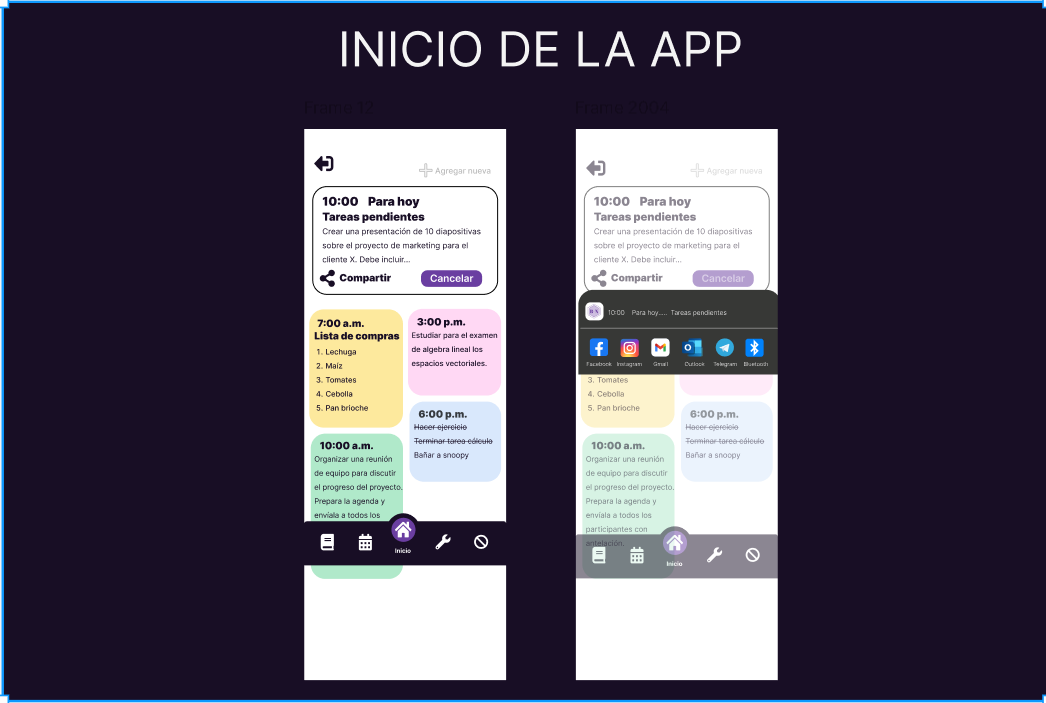 INICIO DE LA APP
Frame 12
Agregar nueva
10:00 Para hoy
Tareas pendientes
Crear una presentación de 10 diapositivas
sobre el proyecto de marketing para el
cliente X. Debe incluir...
Compartir Cancelar
7:00 a.m.
Lista de compras
1. Lechuga
2. Maíz
3. Tomates
4. Cebolla
5. Pan brioche
3:00 p.m.
Estudiar para el examen
de algebra lineal los
espacios vectoriales.
6:00 p.m.
Hacer ejercicio
Terminar tarea cálculo
Bañar a snoopy
10:00 a.m.
Organizar una reunión
de equipo para discutir
el progreso del proyecto.
Prepara la agenda y
envíala a todos los
Inicio
Frame 2004
Agregar nueva
10:00 Para hoy
Tareas pendientes
Crear una presentación de 10 diapositivas
sobre el proyecto de marketing para el
cliente X. Debe incluir...
Compartir Cancelar
10:00 Para hoy.... Tareas pendientes
Facebook Instagram Gmail Outlook Telegram Bluetooth
3. Tomates
4. Cebolla
5. Pan brioche
6:00 p.m.
Hacer ejercicio
Terminar tarea cálculo
Bañar a snoopy
10:00 a.m.
Organizar una reunión
de equipo para discutir
el progreso del proyecto.
Prepara la agenda y
envíala a todos los
participantes con
antelación.
Inicio